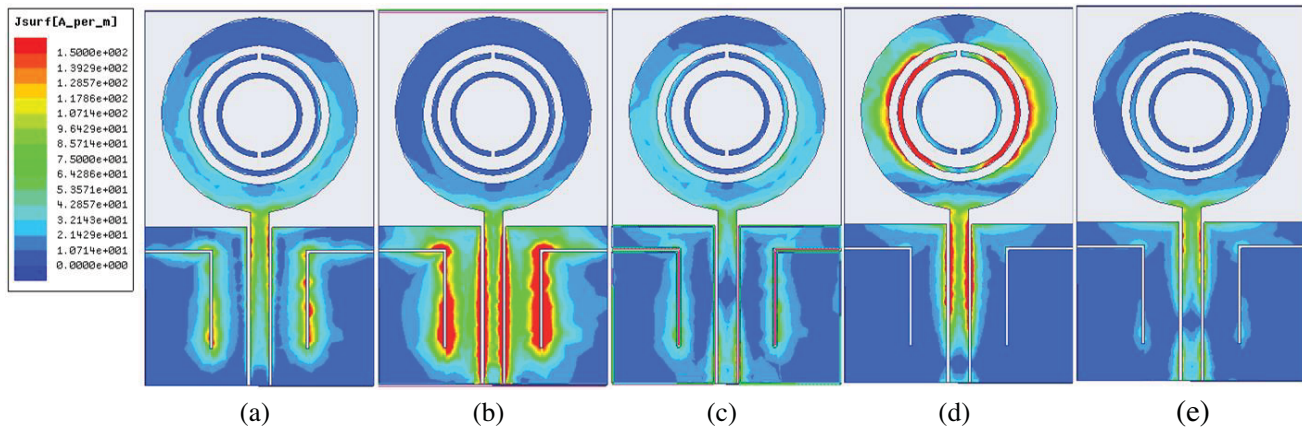 Jsurf[A_per_m]
1.5000e+002
1.3929e+002
1.2857e+002
1.1786e+002
1.0714e+002
9.6429e+001
8.5714e+001
7.5000e+001
6.4286e+001
5.3571e+001
4.2857e+001
3.2143e+001
2.1429e+001
1.0714e+001
0.0000e+000
(a) (b) (c) (d) (e)